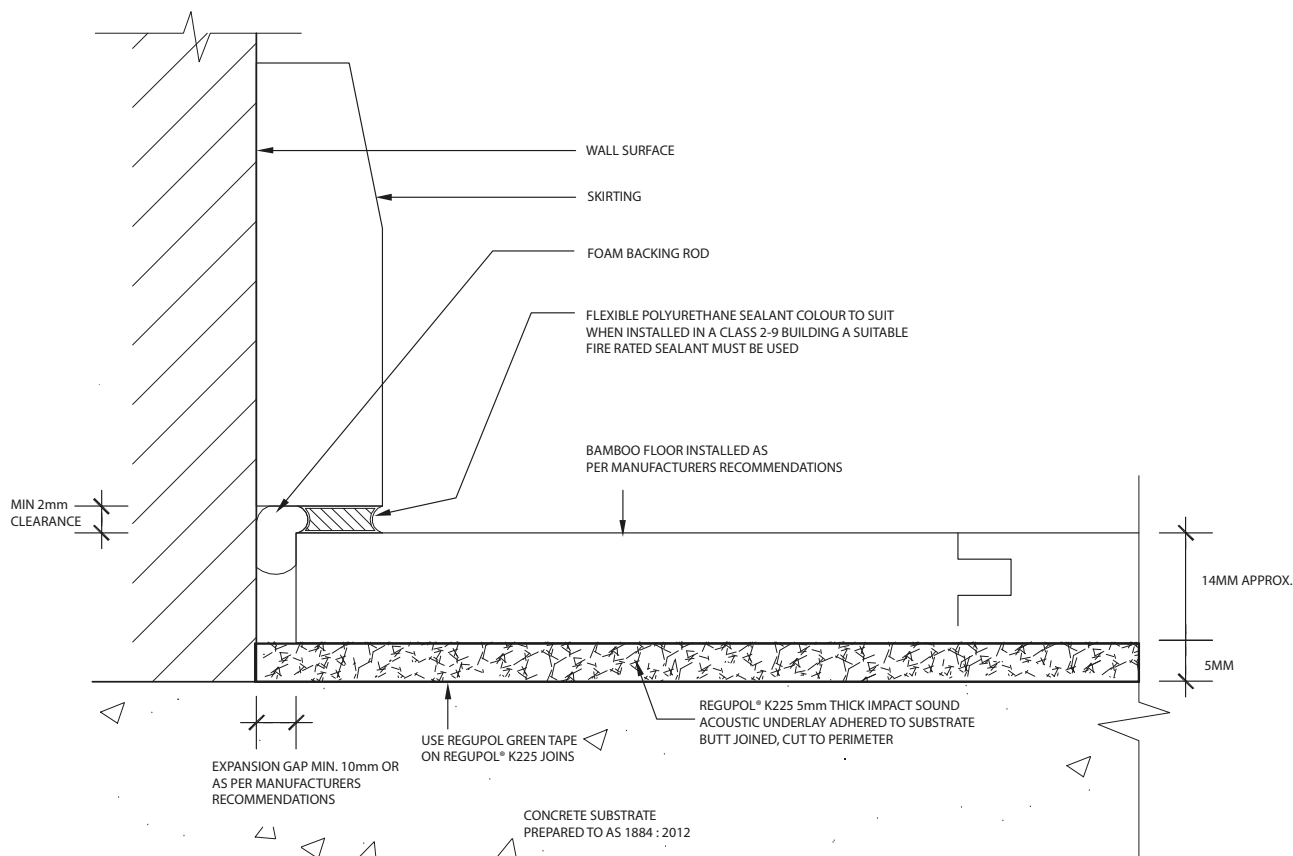 WALL SURFACE
SKIRTING
FOAM BACKING ROD
FLEXIBLE POLYURETHANE SEALANT COLOUR TO SUIT
WHEN INSTALLED IN A CLASS 2-9 BUILDING A SUITABLE
FIRE RATED SEALANT MUST BE USED
BAMBOO FLOOR INSTALLED AS
PER MANUFACTURERS RECOMMENDATIONS
MIN 2mm
CLEARANCE
14MM APPROX.
5MM
REGUPOL® K225 5mm THICK IMPACT SOUND
ACOUSTIC UNDERLAY ADHERED TO SUBSTRATE
BUTT JOINED, CUT TO PERIMETER
USE REGUPOL GREEN TAPE
ON REGUPOL® K225 JOINS
EXPANSION GAP MIN. 10mm OR
AS PER MANUFACTURERS
RECOMMENDATIONS
CONCRETE SUBSTRATE
PREPARED TO AS 1884 : 2012